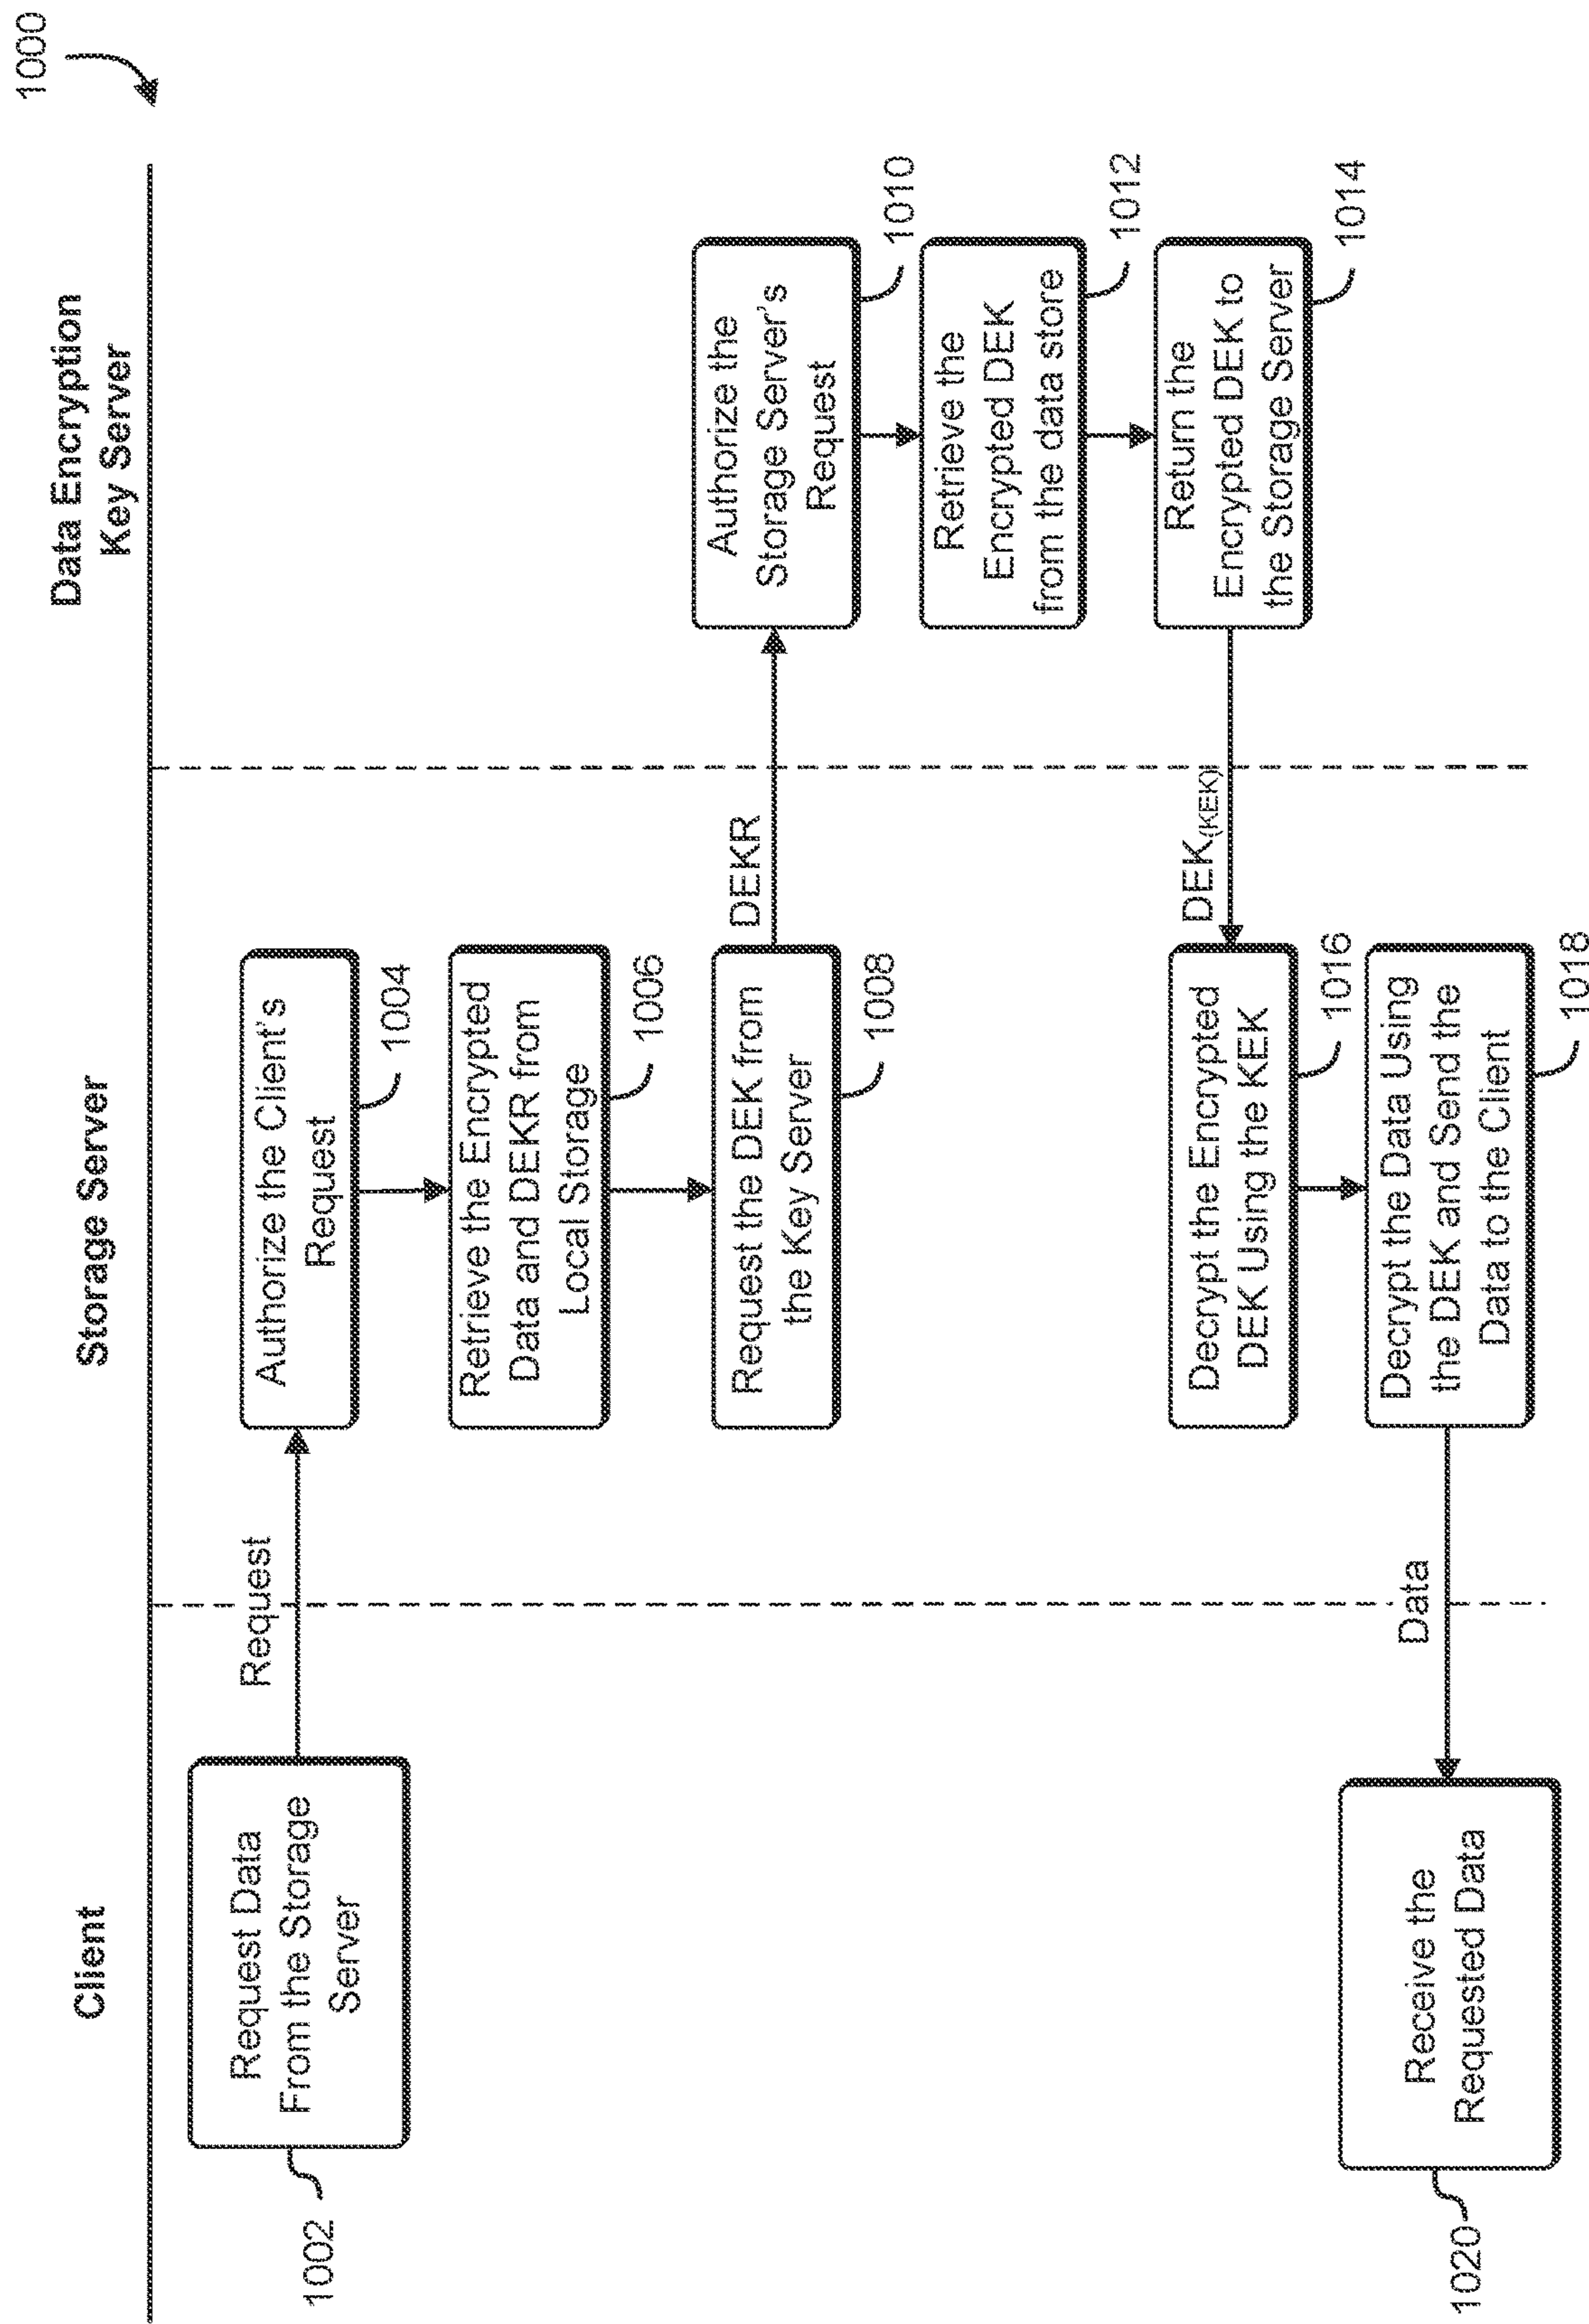 1000
Client
Storage Server
Data Encryption
Key Server
Request Data
From the Storage
Server
1002
Request
Authorize the Client's
Request
1004
Retrieve the Encrypted
Data and DEKR from
Local Storage
1006
Request the DEK from
the Key Server
1008
DEKR
Authorize the
Storage Server's
Request
1010
Retrieve the
Encrypted DEK
from the data store
1012
Return the
Encrypted DEK to
the Storage Server
1014
DEK(KEK)
Decrypt the Encrypted
DEK Using the KEK
1016
Decrypt the Data Using
the DEK and Send the
Data to the Client
1018
Data
Receive the
Requested Data
1020